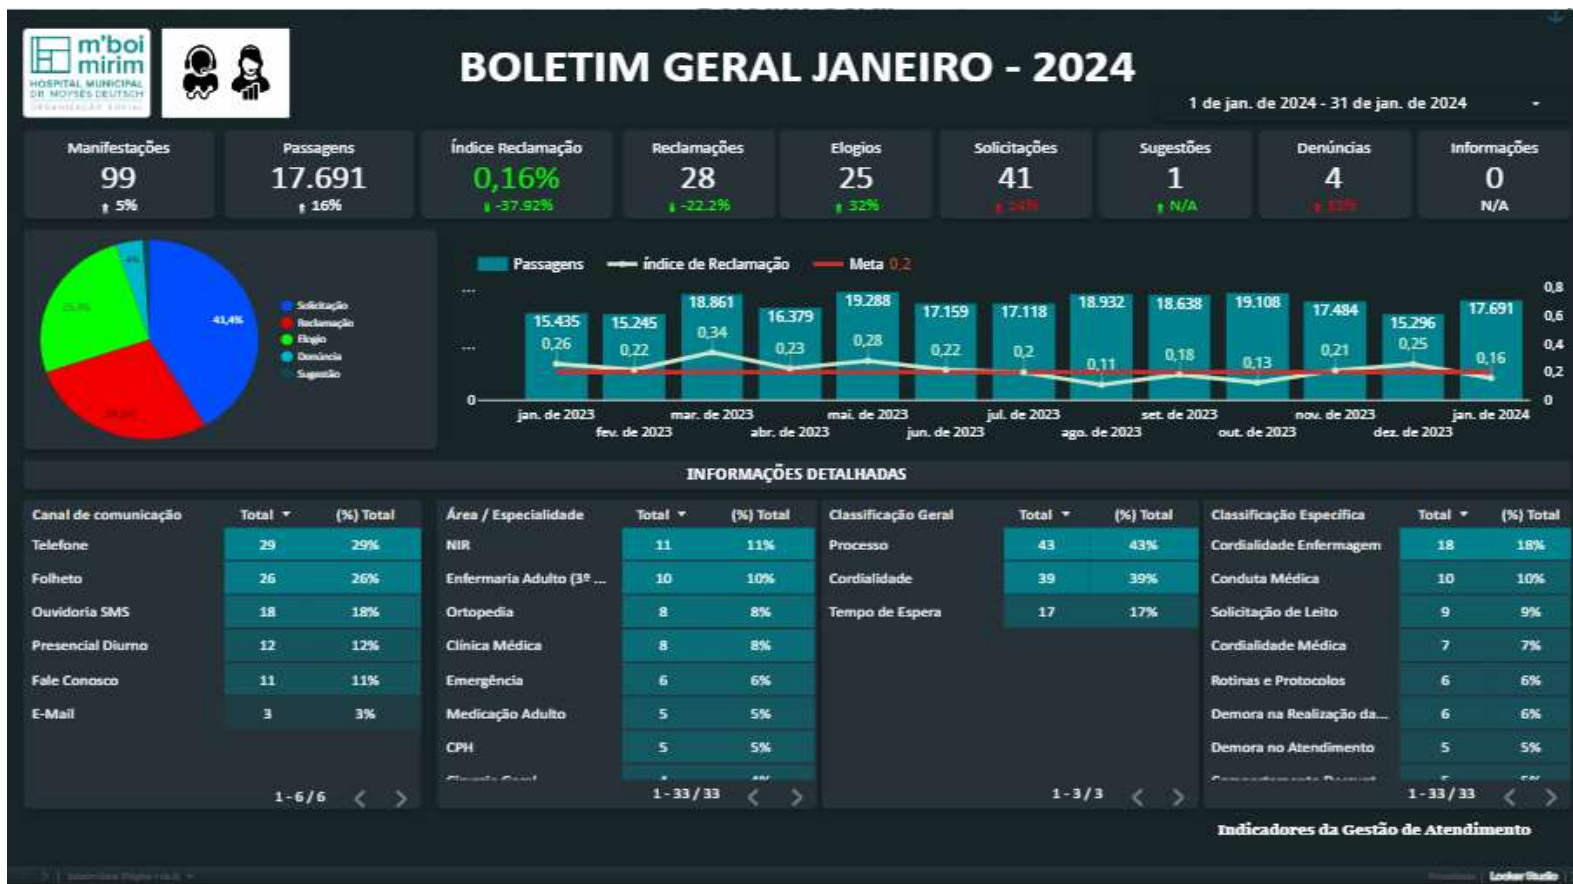 m'boi
mirim
HOSPITAL MUNICIPAL
DR MOYSÉS DEUTSCH
ORGANIZAÇÃO SOCIAL
BOLETIM GERAL JANEIRO - 2024
1 de jan. de 2024 - 31 de jan. de 2024
Manifestações
99
5%
Passagens
17.691
16%
Índice Reclamação
0,16%
-37.92%
Reclamações
28
-22.2%
Elogios
25
32%
Solicitações
41
Sugestões
1
N/A
Denúncias
4
Informações
0
N/A
41,4%
4%
Solicitação
Reclamação
Elogio
Denúncia
Sugestão
Passagens índice de Reclamação Meta 0,2
15.435 15.245 18.861 16.379 19.288 17.159 17.118 18.932 18.638 19.108 17.484 15.296 17.691
0,26 0,22 0,34 0,23 0,28 0,22 0,2 0,11 0,18 0,13 0,21 0,25 0,16
0
0,8
0,6
0,4
0,2
0
jan. de 2023 mar. de 2023 mai. de 2023 jul. de 2023 set. de 2023 nov. de 2023 jan. de 2024
fev. de 2023 abr. de 2023 jun. de 2023 ago. de 2023 out. de 2023 dez. de 2023
INFORMAÇÕES DETALHADAS
Canal de comunicação Total (%) Total
Telefone 29 29%
Folheto 26 26%
Ouvidoria SMS 18 18%
Presencial Diurno 12 12%
Fale Conosco 11 11%
E-Mail 3 3%
1 - 6 / 6
Área / Especialidade Total (%) Total
NIR 11 11%
Enfermaria Adulto (3º ... 10 10%
Ortopedia 8 8%
Clínica Médica 8 8%
Emergência 6 6%
Medicação Adulto 5 5%
CPH 5 5%
1 - 33 / 33
Classificação Geral Total (%) Total
Processo 43 43%
Cordialidade 39 39%
Tempo de Espera 17 17%
1 - 3 / 3
Classificação Específica Total (%) Total
Cordialidade Enfermagem 18 18%
Conduta Médica 10 10%
Solicitação de Leito 9 9%
Cordialidade Médica 7 7%
Rotinas e Protocolos 6 6%
Demora na Realização da... 6 6%
Demora no Atendimento 5 5%
1 - 33 / 33
Indicadores da Gestão de Atendimento
Looker Studio